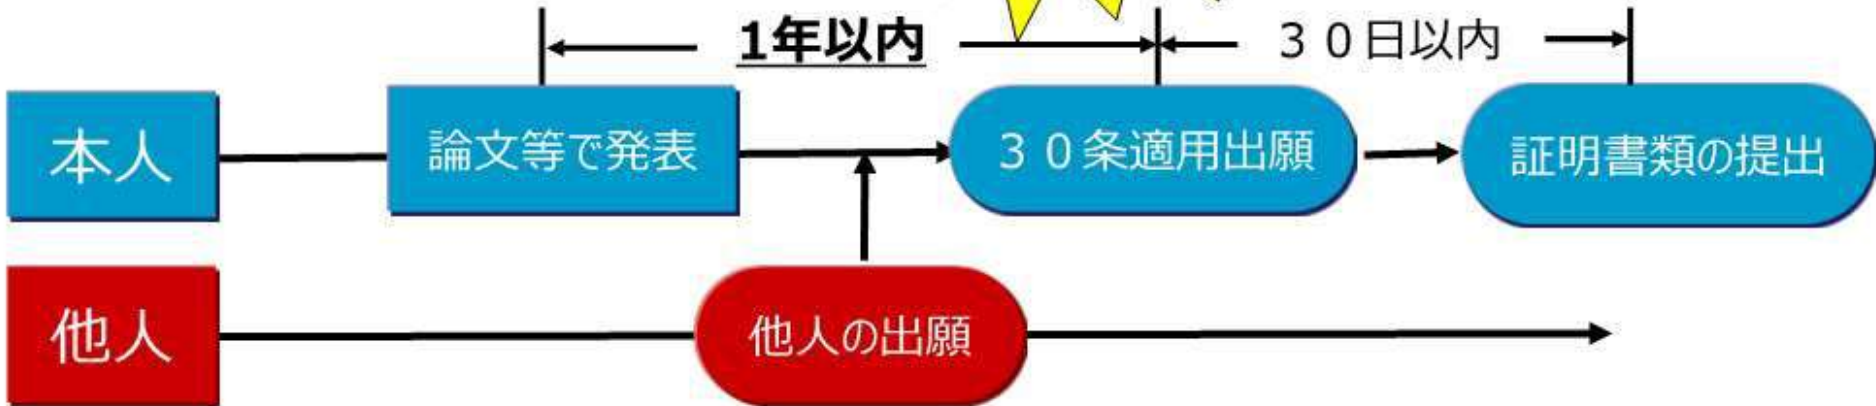 1年以内
３０日以内
本人
論文等で発表
３０条適用出願
証明書類の提出
他人
他人の出願